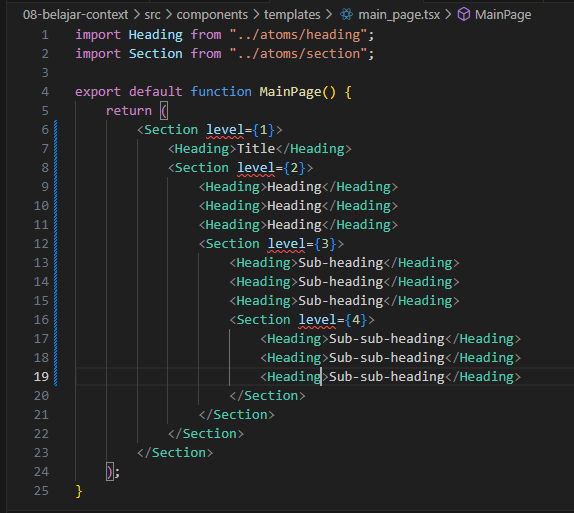 08-belajar-context > src > components > templates > main_page.tsx > MainPage
1 import Heading from "../atoms/heading";
2 import Section from "../atoms/section";
3
4 export default function MainPage() {
5     return (
6         <Section level={1}>
7             <Heading>Title</Heading>
8             <Section level={2}>
9                 <Heading>Heading</Heading>
10                 <Heading>Heading</Heading>
11                 <Heading>Heading</Heading>
12                 <Section level={3}>
13                     <Heading>Sub-heading</Heading>
14                     <Heading>Sub-heading</Heading>
15                     <Heading>Sub-heading</Heading>
16                     <Section level={4}>
17                         <Heading>Sub-sub-heading</Heading>
18                         <Heading>Sub-sub-heading</Heading>
19                         <Heading>Sub-sub-heading</Heading>
20                     </Section>
21                 </Section>
22             </Section>
23         </Section>
24     );
25 }